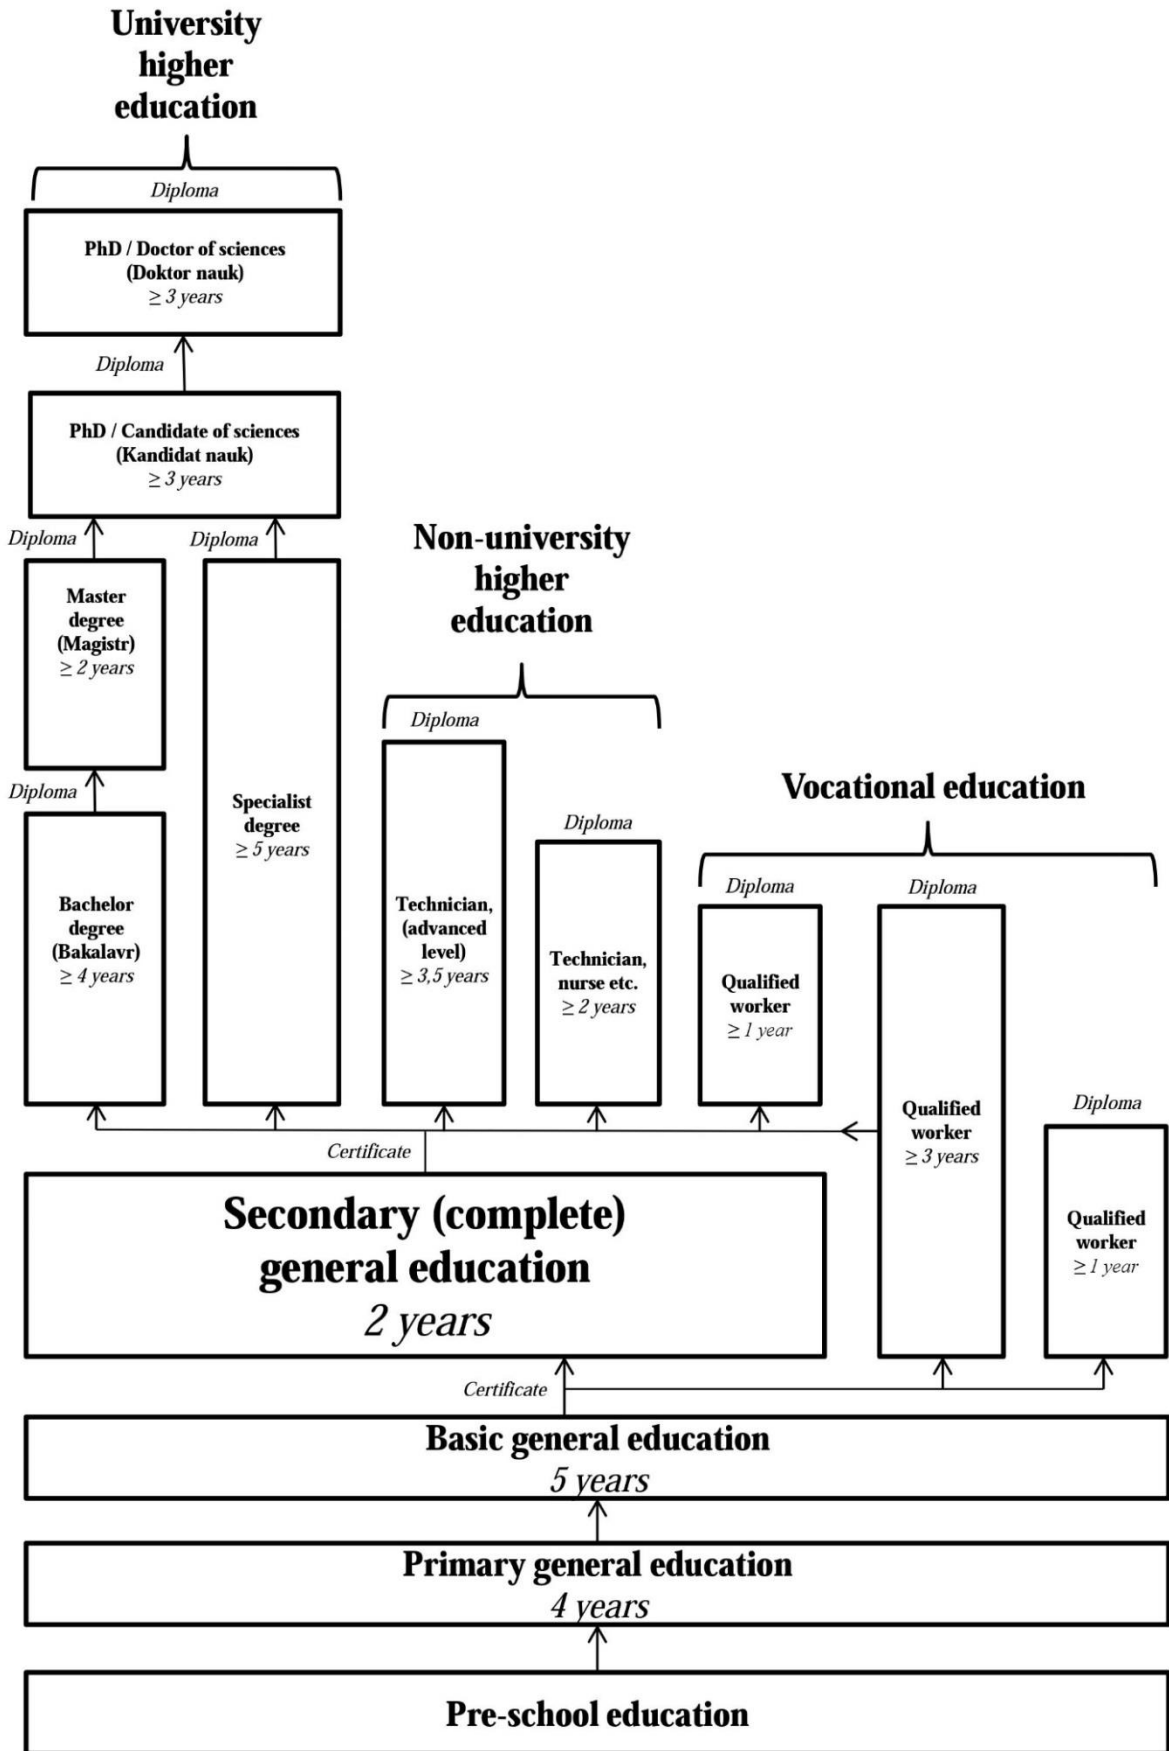 University
higher
education
Diploma
PhD / Doctor of sciences
(Doktor nauk)
≥ 3 years
Diploma
PhD / Candidate of sciences
(Kandidat nauk)
≥ 3 years
Diploma
Diploma
Master
degree
(Magistr)
≥ 2 years
Diploma
Bachelor
degree
(Bakalavr)
≥ 4 years
Specialist
degree
≥ 5 years
Non-university
higher
education
Diploma
Technician,
(advanced
level)
≥ 3,5 years
Diploma
Technician,
nurse etc.
≥ 2 years
Vocational education
Diploma
Qualified
worker
≥ 1 year
Diploma
Qualified
worker
≥ 3 years
Diploma
Qualified
worker
≥ 1 year
Certificate
Secondary (complete)
general education
2 years
Certificate
Basic general education
5 years
Primary general education
4 years
Pre-school education